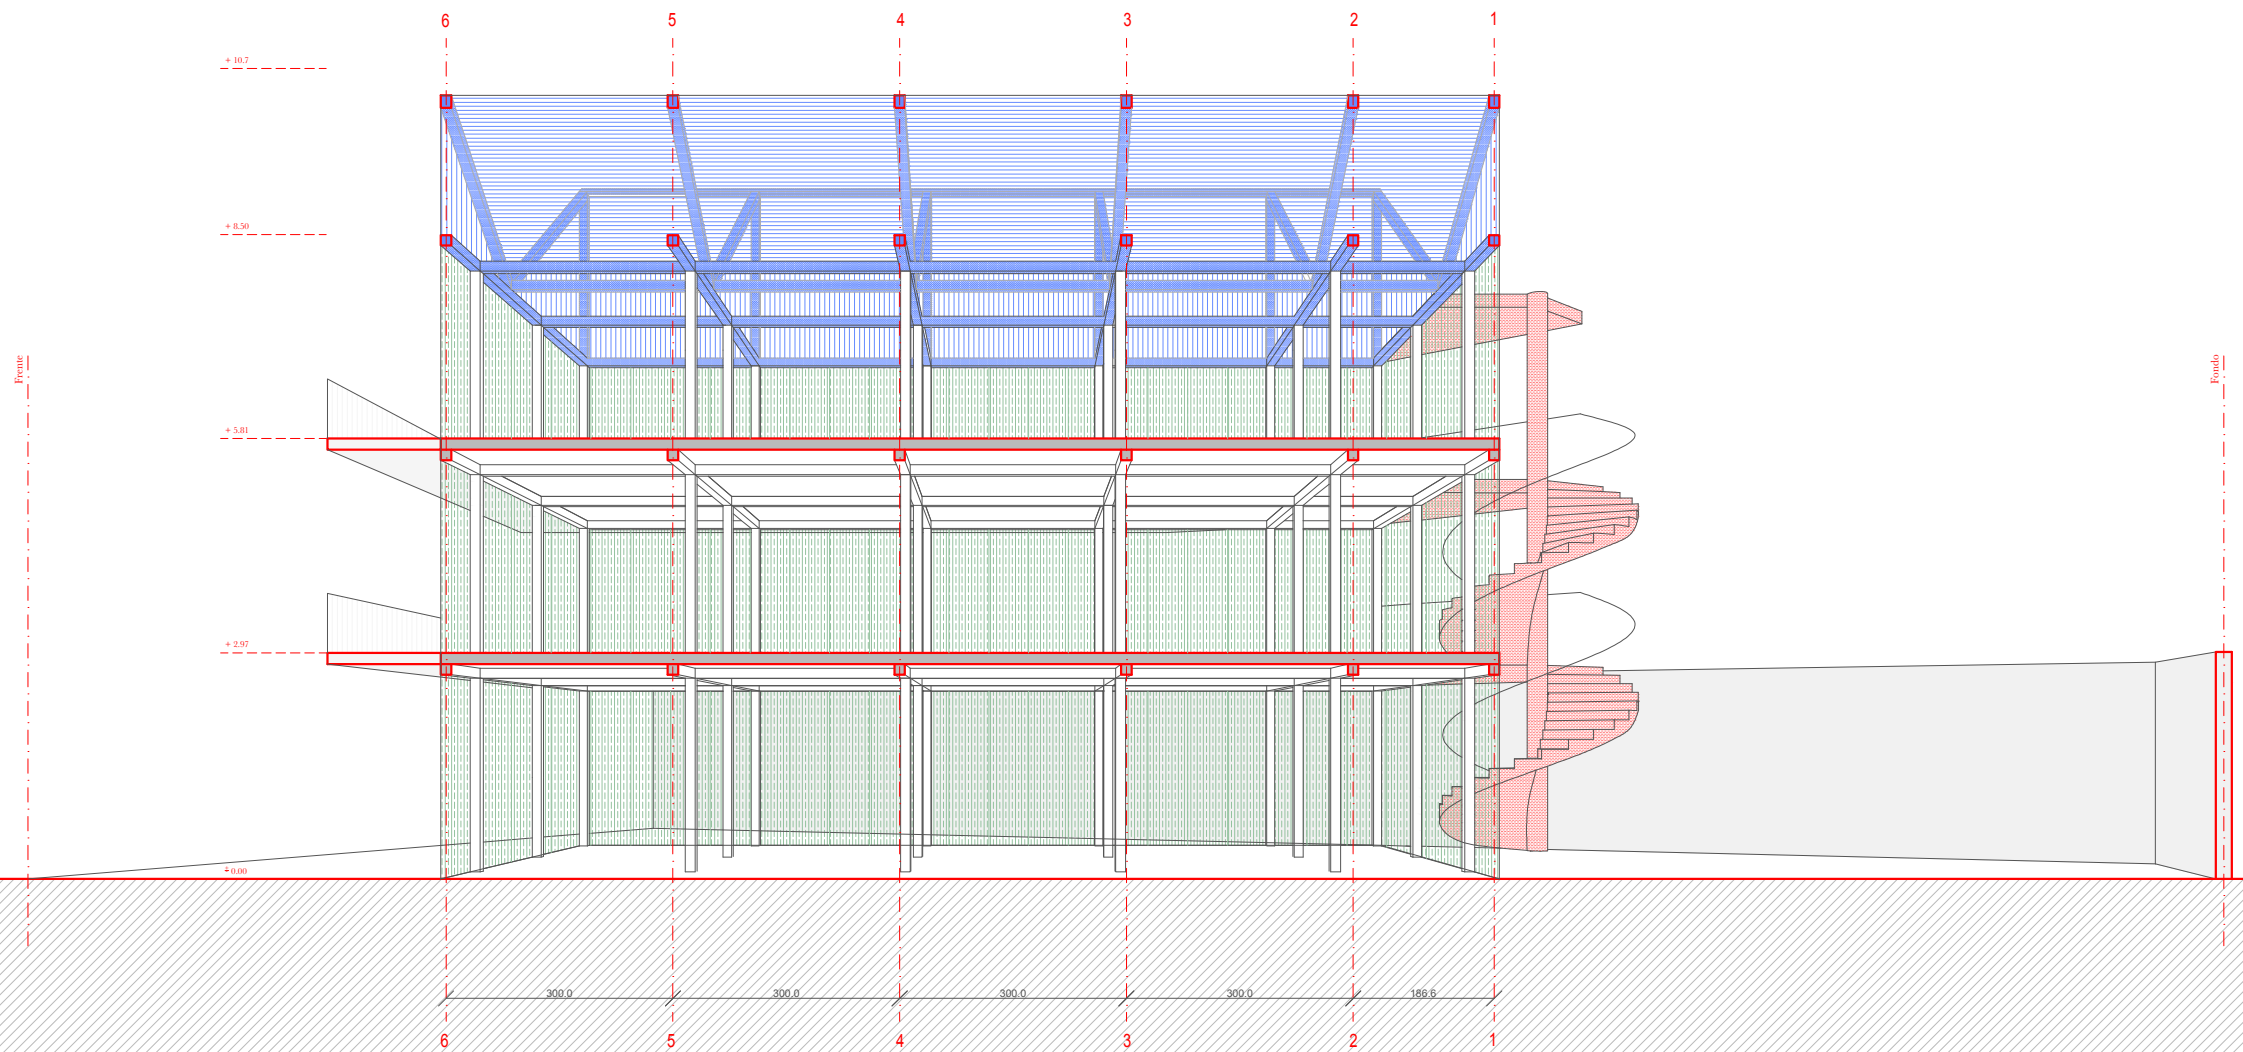 6 5 4 3 2 1
+ 10.7
+ 8.50
Frente
Fondo
+ 5,81
+ 2,97
+ 0.00
300.0 300.0 300.0 300.0 186.6
6 5 4 3 2 1